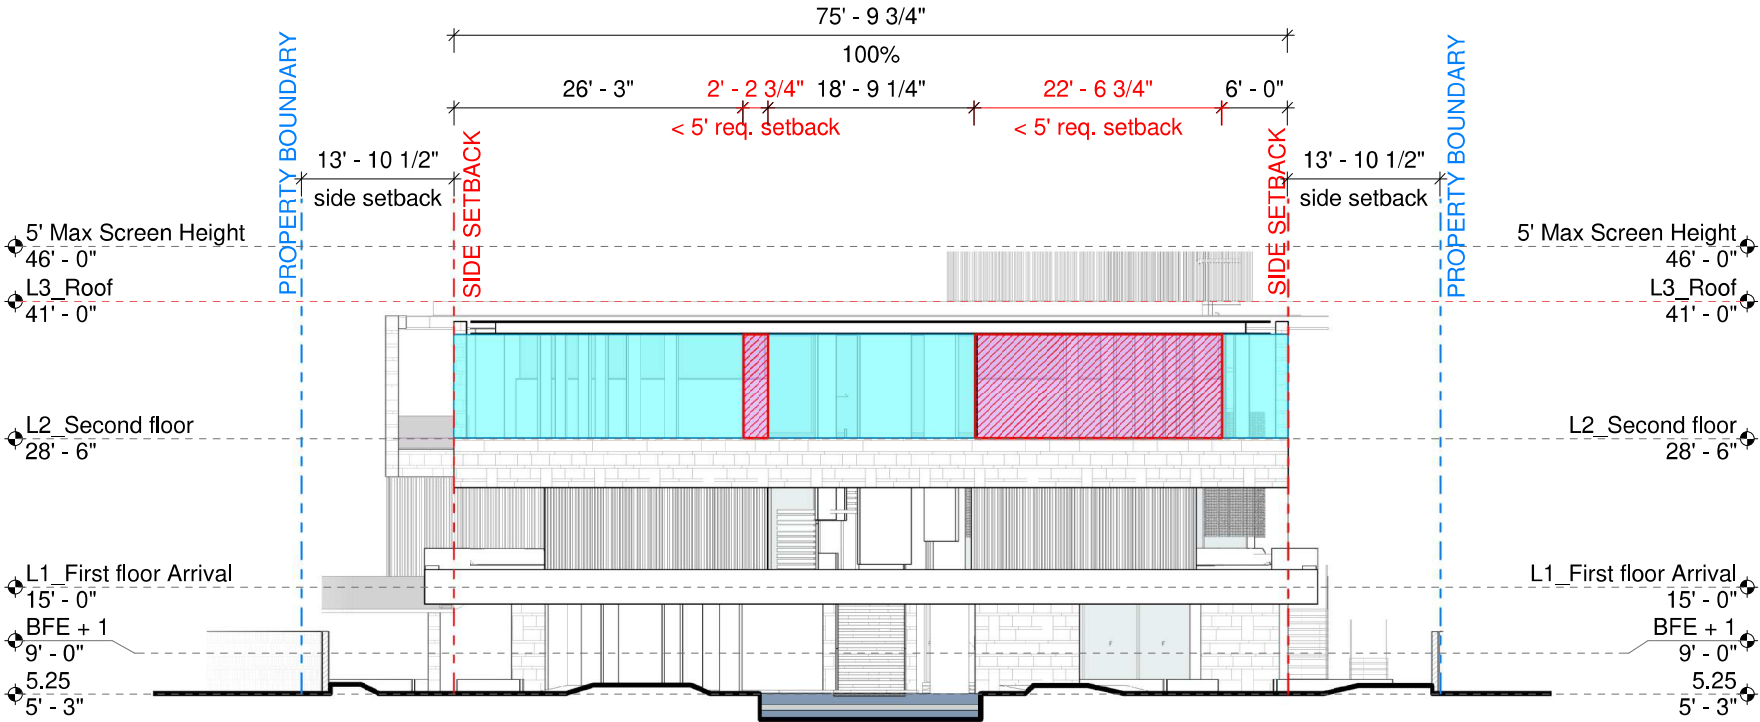 75' - 9 3/4"
100%
26' - 3"
2' - 2 3/4"
18' - 9 1/4"
22' - 6 3/4"
6' - 0"
< 5' req. setback
< 5' req. setback
PROPERTY BOUNDARY
SIDE SETBACK
SIDE SETBACK
PROPERTY BOUNDARY
13' - 10 1/2"
side setback
13' - 10 1/2"
side setback
5' Max Screen Height
46' - 0"
L3_Roof
41' - 0"
L2_Second floor
28' - 6"
L1_First floor Arrival
15' - 0"
BFE + 1
9' - 0"
5.25
5' - 3"
5' Max Screen Height
46' - 0"
L3_Roof
41' - 0"
L2_Second floor
28' - 6"
L1_First floor Arrival
15' - 0"
BFE + 1
9' - 0"
5.25
5' - 3"
F
F